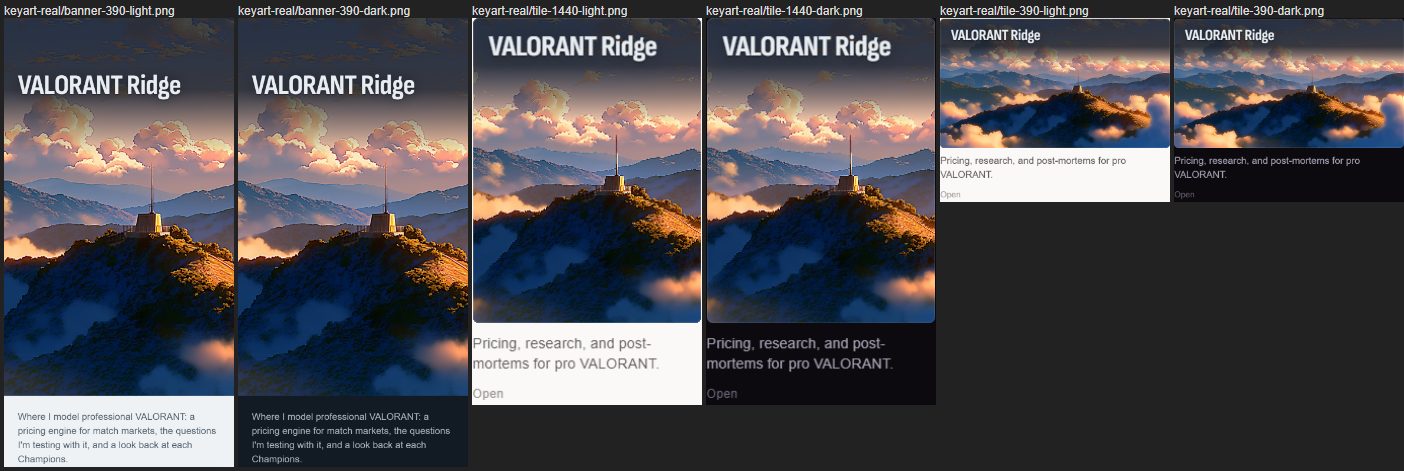 keyart-real/banner-390-light.png
keyart-real/banner-390-dark.png
keyart-real/tile-1440-light.png
keyart-real/tile-1440-dark.png
keyart-real/tile-390-light.png
keyart-real/tile-390-dark.png
VALORANT Ridge
Where I model professional VALORANT: a
pricing engine for match markets, the questions
I'm testing with it, and a look back at each
Champions.
VALORANT Ridge
Where I model professional VALORANT: a
pricing engine for match markets, the questions
I'm testing with it, and a look back at each
Champions.
VALORANT Ridge
Pricing, research, and post-
mortems for pro VALORANT.
Open
VALORANT Ridge
Pricing, research, and post-
mortems for pro VALORANT.
Open
VALORANT Ridge
Pricing, research, and post-mortems for pro
VALORANT.
Open
VALORANT Ridge
Pricing, research, and post-mortems for pro
VALORANT.
Open